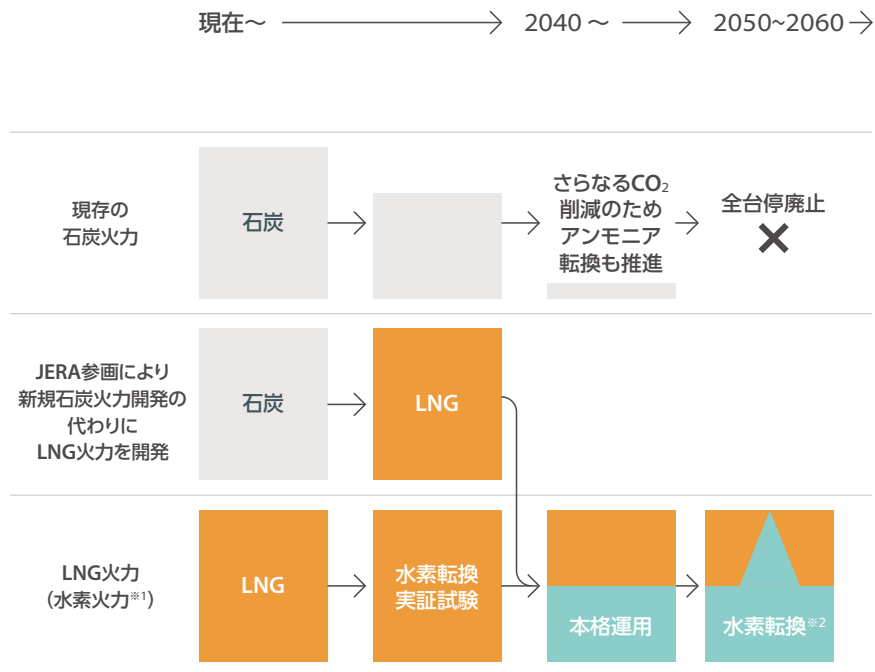 現在～
2040 ～
2050~2060
現存の
石炭火力
石炭
さらなるCO₂
削減のため
アンモニア
転換も推進
全台停廃止
JERA参画により
新規石炭火力開発の
代わりに
LNG火力を開発
石炭
LNG
LNG火力
（水素火力※1）
LNG
水素転換
実証試験
本格運用
水素転換※2